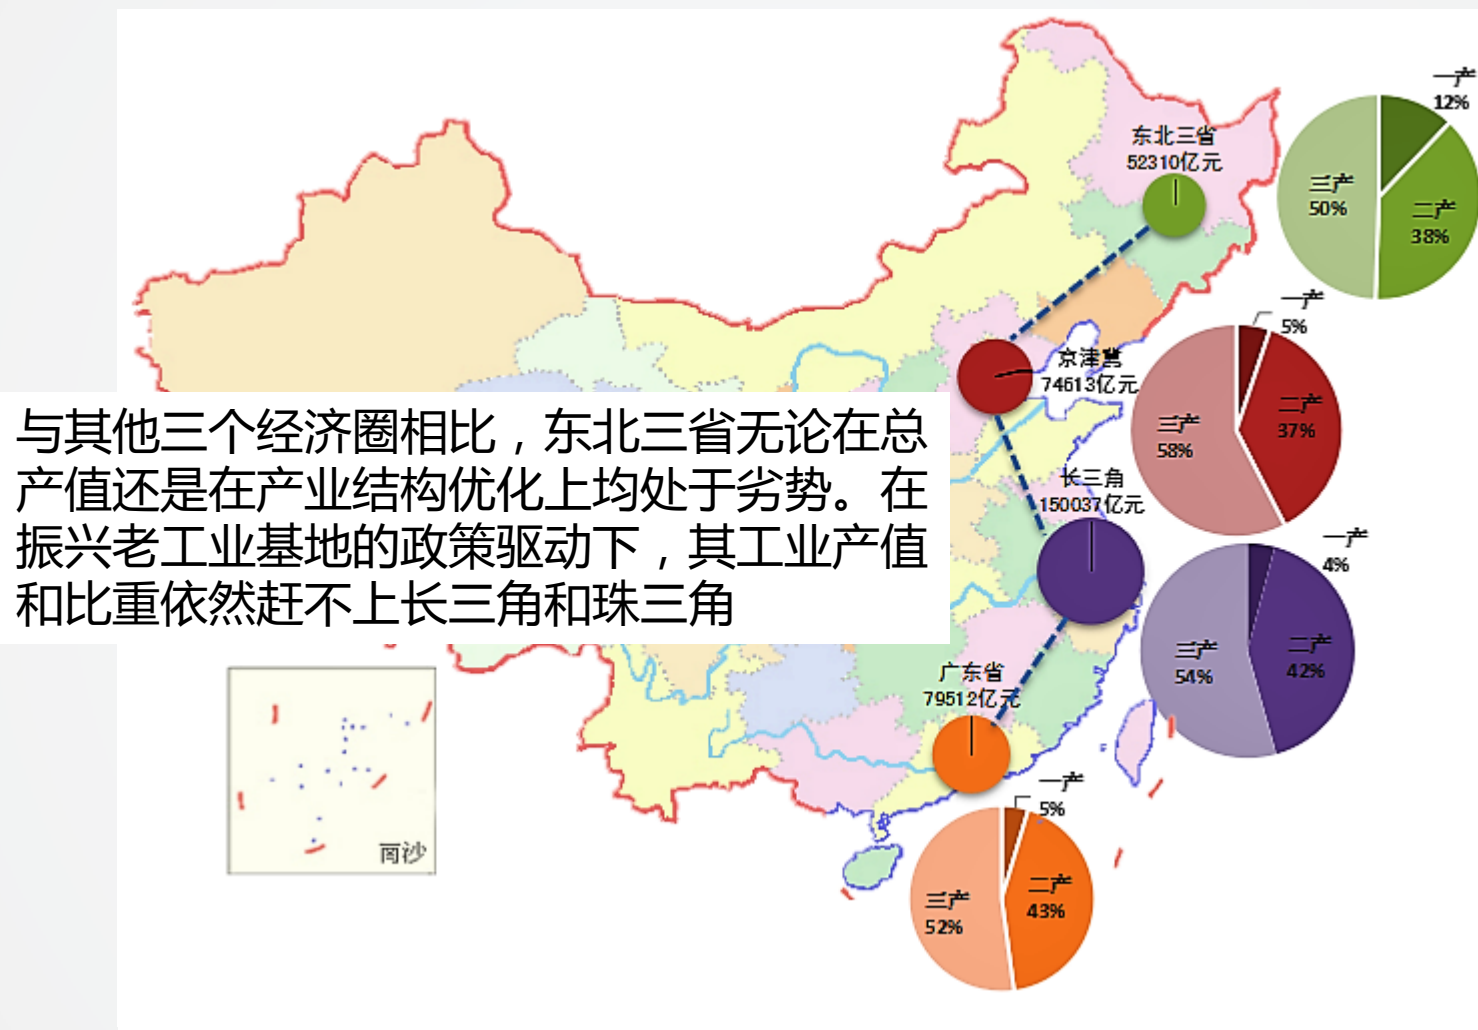 一产
12%
东北三省
52310亿元
三产
50%
二产
38%
一产
5%
京津冀
74613亿元
二产
37%
三产
58%
与其他三个经济圈相比，东北三省无论在总
产值还是在产业结构优化上均处于劣势。在
振兴老工业基地的政策驱动下，其工业产值
和比重依然赶不上长三角和珠三角
长三角
150037亿元
一产
4%
三产
54%
二产
42%
广东省
79512亿元
一产
5%
二产
43%
三产
52%
南沙